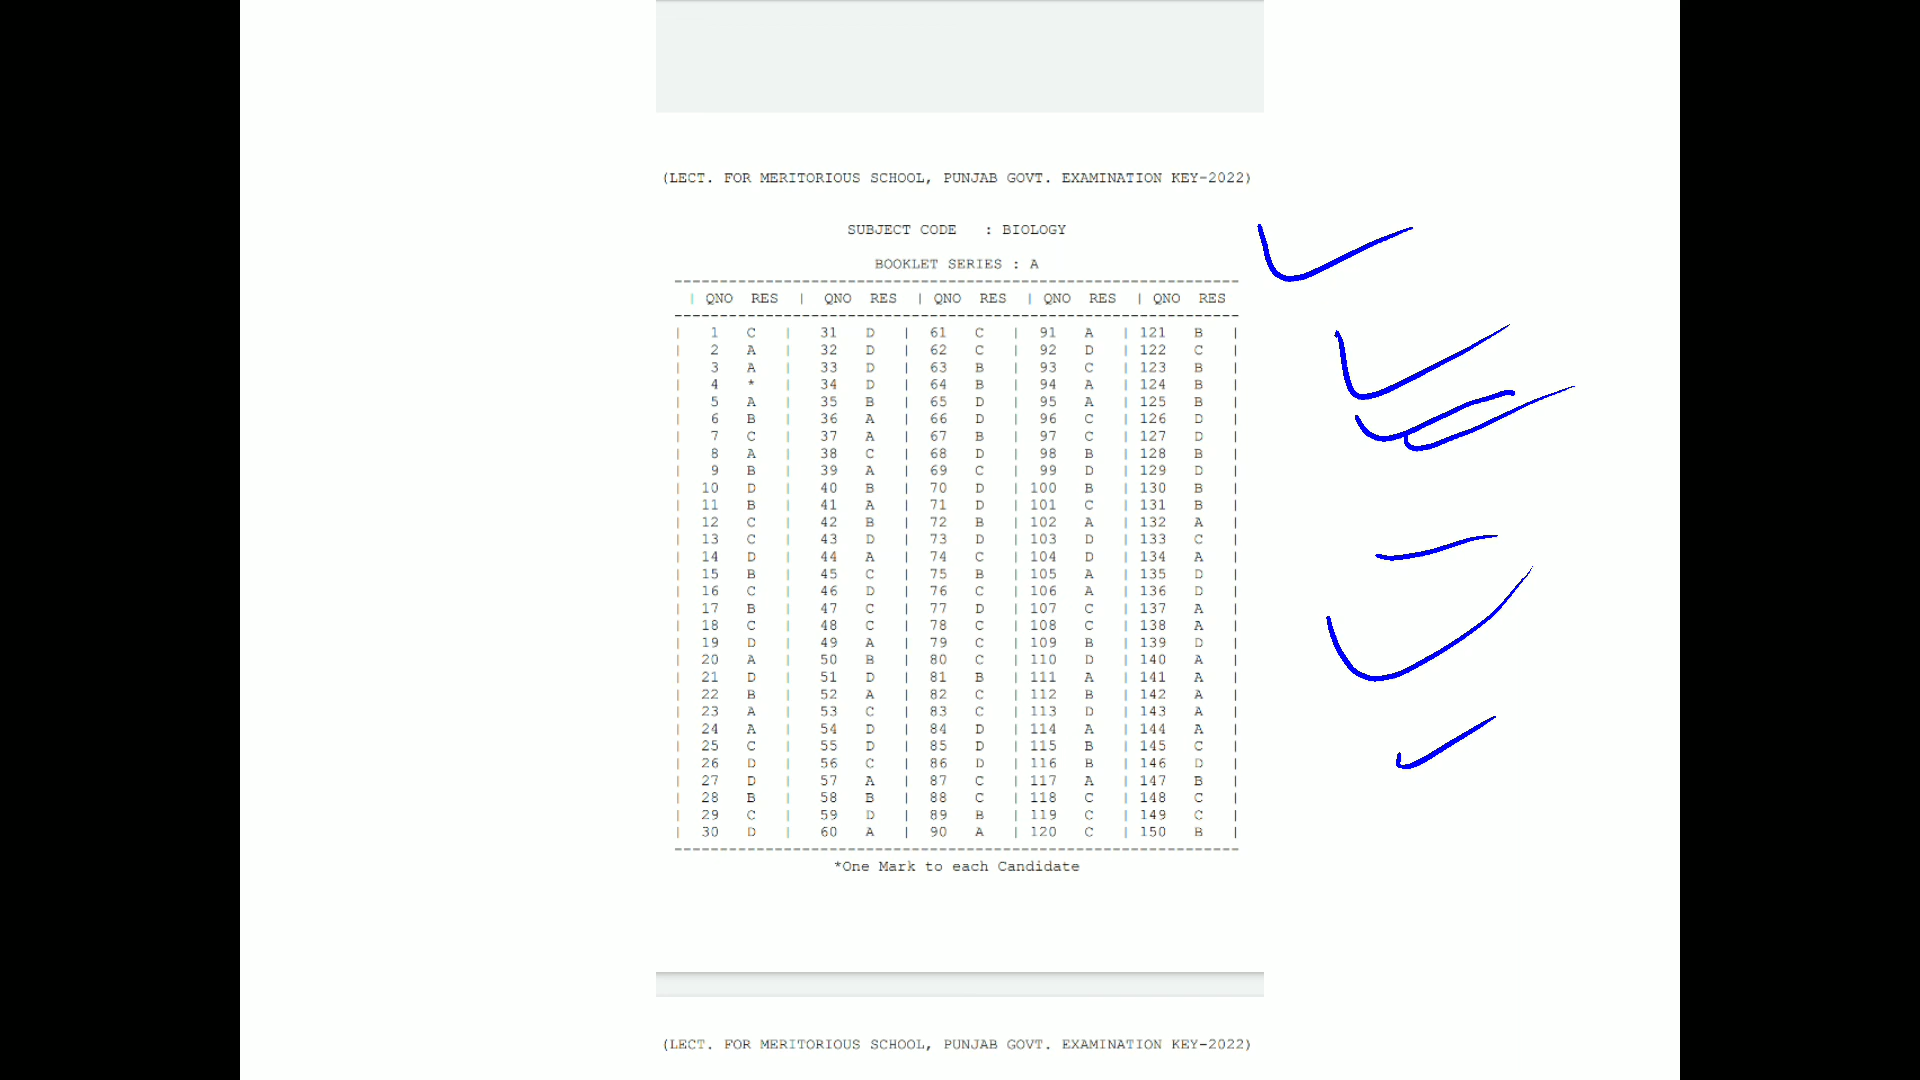 (LECT. FOR MERITORIOUS SCHOOL, PUNJAB GOVT. EXAMINATION KEY-2022)
SUBJECT CODE : BIOLOGY
BOOKLET SERIES : A
| QNO RES | QNO RES | QNO RES | QNO RES | QNO RES
| 1 C | 31 D | 61 C | 91 A | 121 B |
| 2 A | 32 D | 62 C | 92 D | 122 C |
| 3 A | 33 D | 63 B | 93 C | 123 B |
| 4 * | 34 D | 64 B | 94 A | 124 B |
| 5 A | 35 B | 65 D | 95 A | 125 B |
| 6 B | 36 A | 66 D | 96 C | 126 D |
| 7 C | 37 A | 67 B | 97 C | 127 D |
| 8 A | 38 C | 68 D | 98 B | 128 B |
| 9 B | 39 A | 69 C | 99 D | 129 D |
| 10 D | 40 B | 70 D | 100 B | 130 B |
| 11 B | 41 A | 71 D | 101 C | 131 B |
| 12 C | 42 B | 72 B | 102 A | 132 A |
| 13 C | 43 D | 73 D | 103 D | 133 C |
| 14 D | 44 A | 74 C | 104 D | 134 A |
| 15 B | 45 C | 75 B | 105 A | 135 D |
| 16 C | 46 D | 76 C | 106 A | 136 D |
| 17 B | 47 C | 77 D | 107 C | 137 A |
| 18 C | 48 C | 78 C | 108 C | 138 A |
| 19 D | 49 A | 79 C | 109 B | 139 D |
| 20 A | 50 B | 80 C | 110 D | 140 A |
| 21 D | 51 D | 81 B | 111 A | 141 A |
| 22 B | 52 A | 82 C | 112 B | 142 A |
| 23 A | 53 C | 83 C | 113 D | 143 A |
| 24 A | 54 D | 84 D | 114 A | 144 A |
| 25 C | 55 D | 85 D | 115 B | 145 C |
| 26 D | 56 C | 86 D | 116 B | 146 D |
| 27 D | 57 A | 87 C | 117 A | 147 B |
| 28 B | 58 B | 88 C | 118 C | 148 C |
| 29 C | 59 D | 89 B | 119 C | 149 C |
| 30 D | 60 A | 90 A | 120 C | 150 B |
*One Mark to each Candidate
(LECT. FOR MERITORIOUS SCHOOL, PUNJAB GOVT. EXAMINATION KEY-2022)